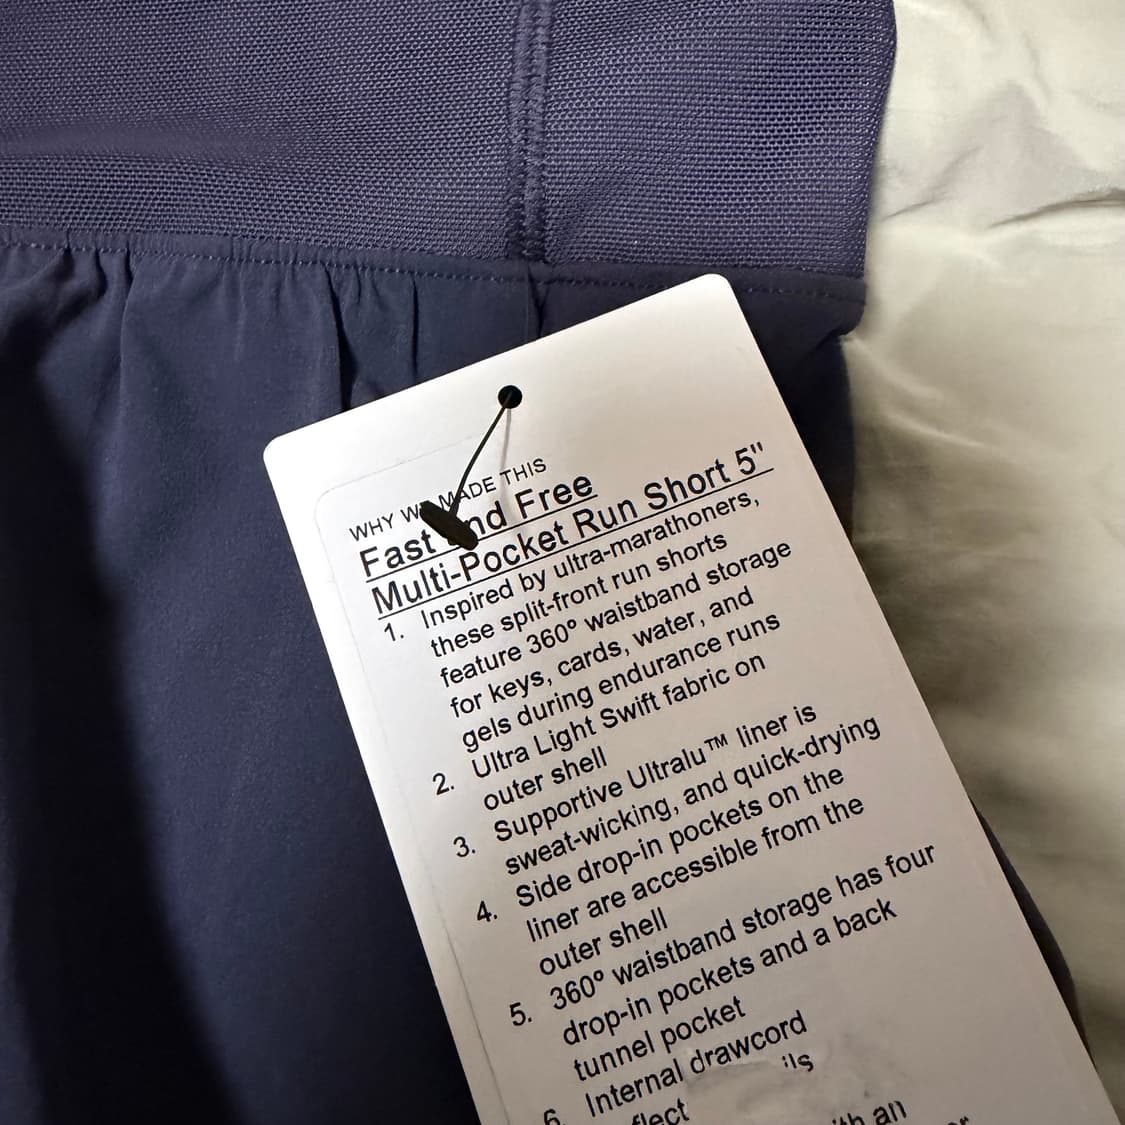 WHY WE MADE THIS
Fast and Free
Multi-Pocket Run Short 5"
1. Inspired by ultra-marathoners,
these split-front run shorts
feature 360° waistband storage
for keys, cards, water, and
gels during endurance runs
2. Ultra Light Swift fabric on
outer shell
3. Supportive Ultralu™ liner is
sweat-wicking, and quick-drying
4. Side drop-in pockets on the
liner are accessible from the
outer shell
5. 360° waistband storage has four
drop-in pockets and a back
tunnel pocket
6. Internal drawcord
an